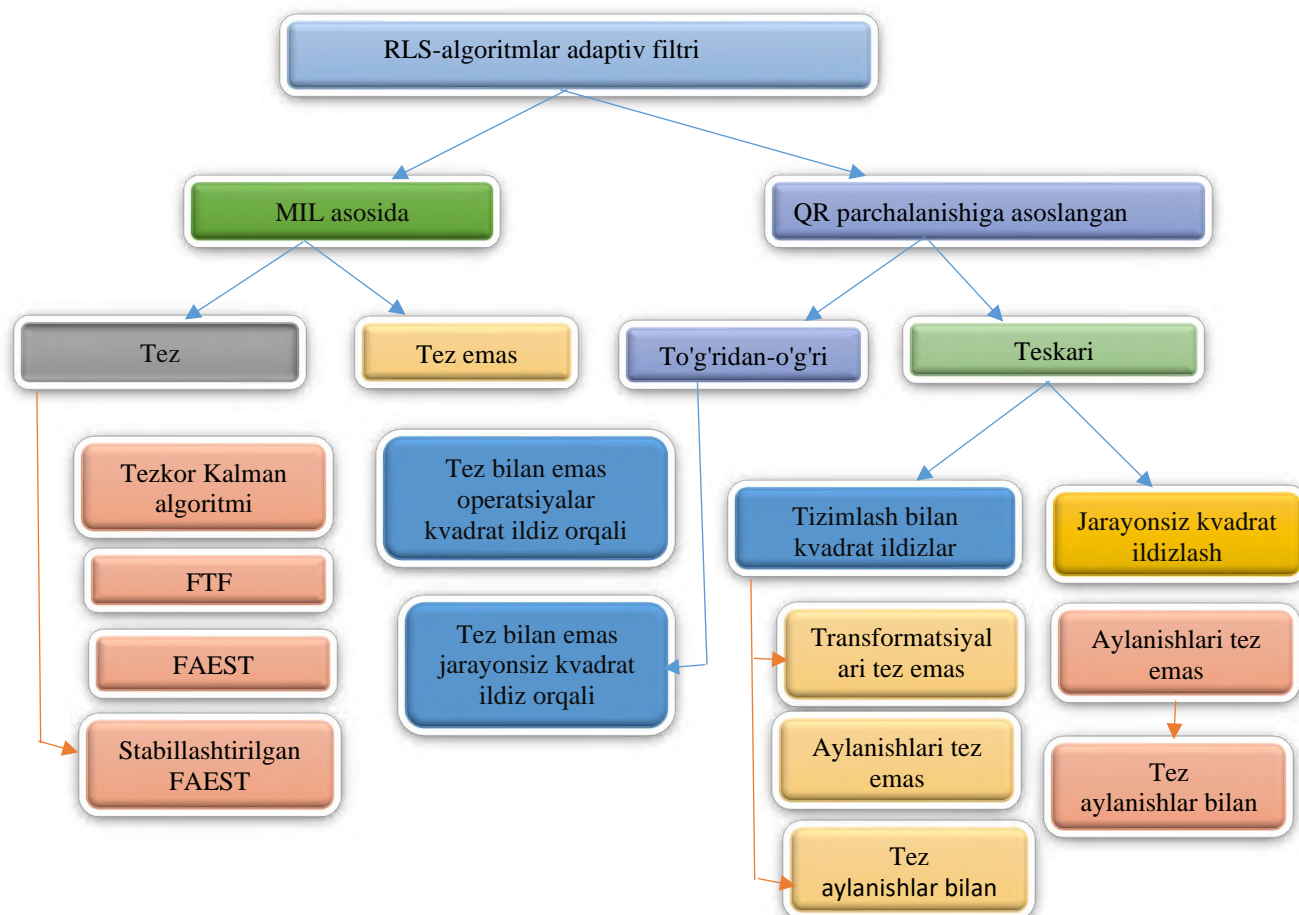 RLS-algoritmlar adaptiv filtri
MIL asosida
QR parchalanishiga asoslangan
Tez
Tez emas
To'g'ridan-o'g'ri
Teskari
Tezkor Kalman
algoritmi
FTF
FAEST
Stabillashtirilgan
FAEST
Tez bilan emas
operatsiyalar
kvadrat ildiz orqali
Tez bilan emas
jarayonsiz kvadrat
ildiz orqali
Tizimlash bilan
kvadrat ildizlar
Transformatsiyal
ari tez emas
Aylanishlari tez
emas
Tez
aylanishlar bilan
Jarayonsiz kvadrat
ildizlash
Aylanishlari tez
emas
Tez
aylanishlar bilan